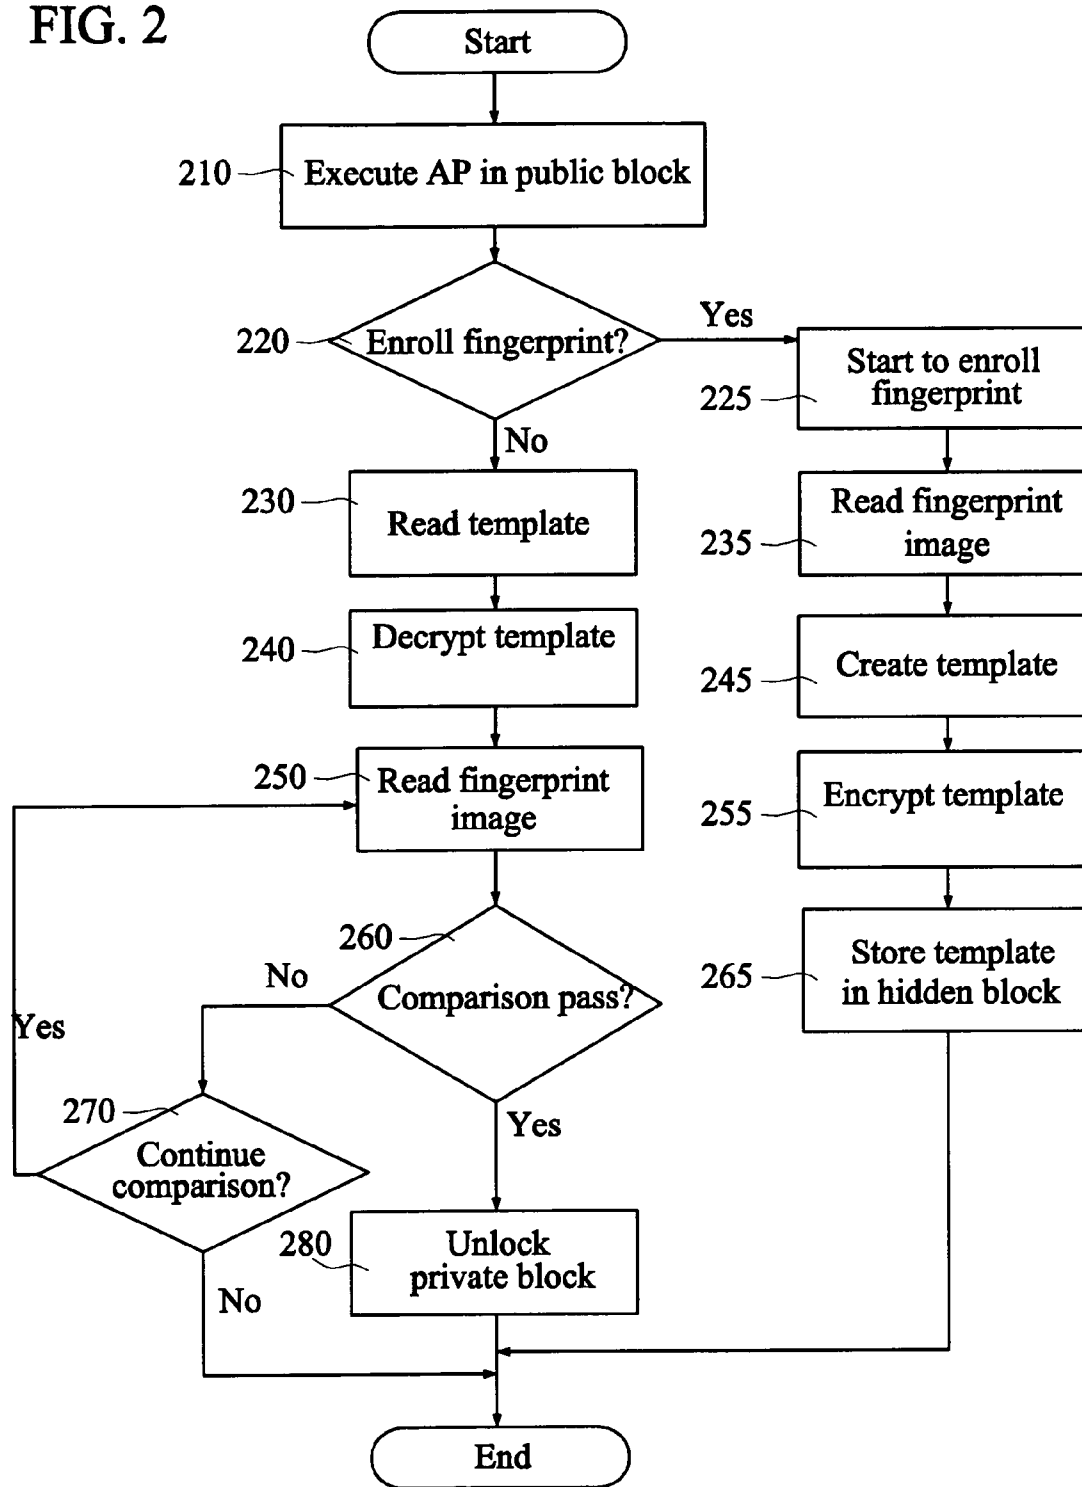 FIG. 2
Start
210
Execute AP in public block
220
Enroll fingerprint?
Yes
No
225
Start to enroll
fingerprint
230
Read template
235
Read fingerprint
image
240
Decrypt template
245
Create template
250
Read fingerprint
image
255
Encrypt template
260
Comparison pass?
No
Yes
265
Store template
in hidden block
Yes
270
Continue
comparison?
No
280
Unlock
private block
End